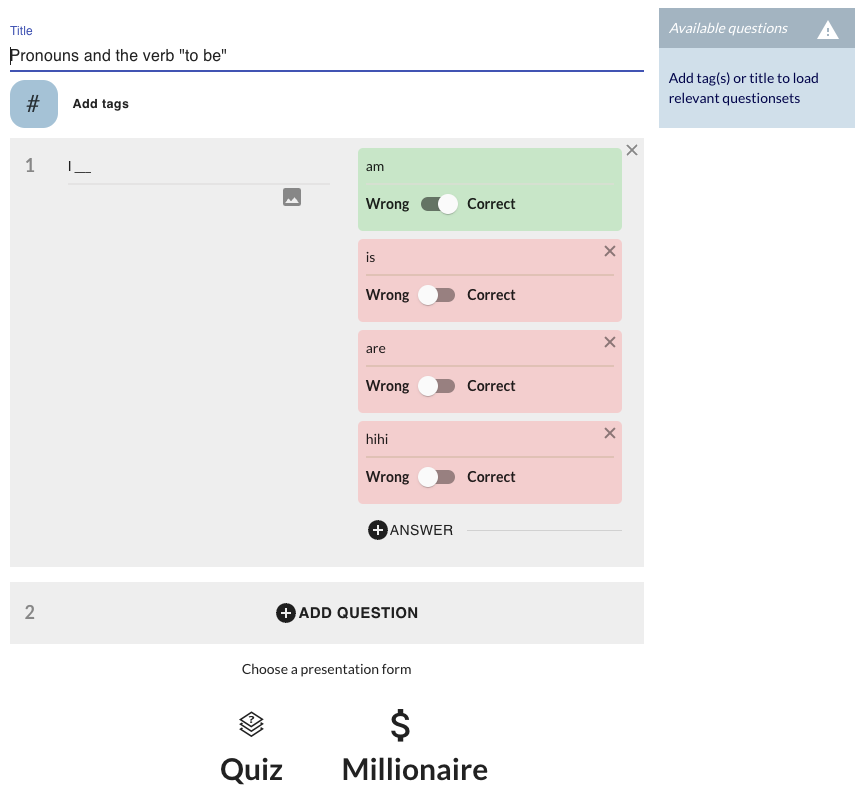 Title
Pronouns and the verb "to be"
# Add tags
Available questions
Add tag(s) or title to load
relevant questionsets
1 I __
am
Wrong Correct
is
Wrong Correct
are
Wrong Correct
hihi
Wrong Correct
ANSWER
2 ADD QUESTION
Choose a presentation form
? $
Quiz Millionaire